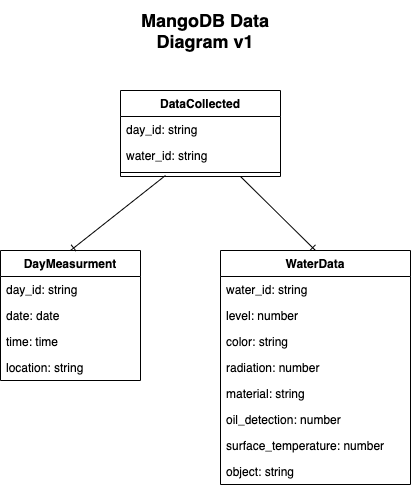 MangoDB Data
Diagram v1
DataCollected
day_id: string
water_id: string
DayMeasurment
day_id: string
date: date
time: time
location: string
WaterData
water_id: string
level: number
color: string
radiation: number
material: string
oil_detection: number
surface_temperature: number
object: string